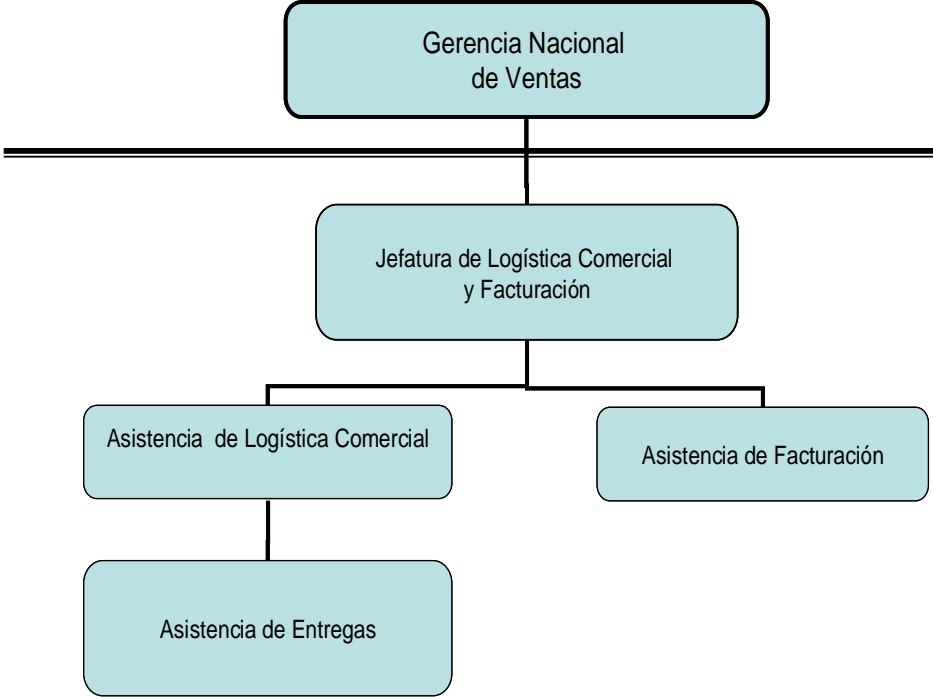 Gerencia Nacional
de Ventas
Jefatura de Logística Comercial
y Facturación
Asistencia de Logística Comercial
Asistencia de Facturación
Asistencia de Entregas